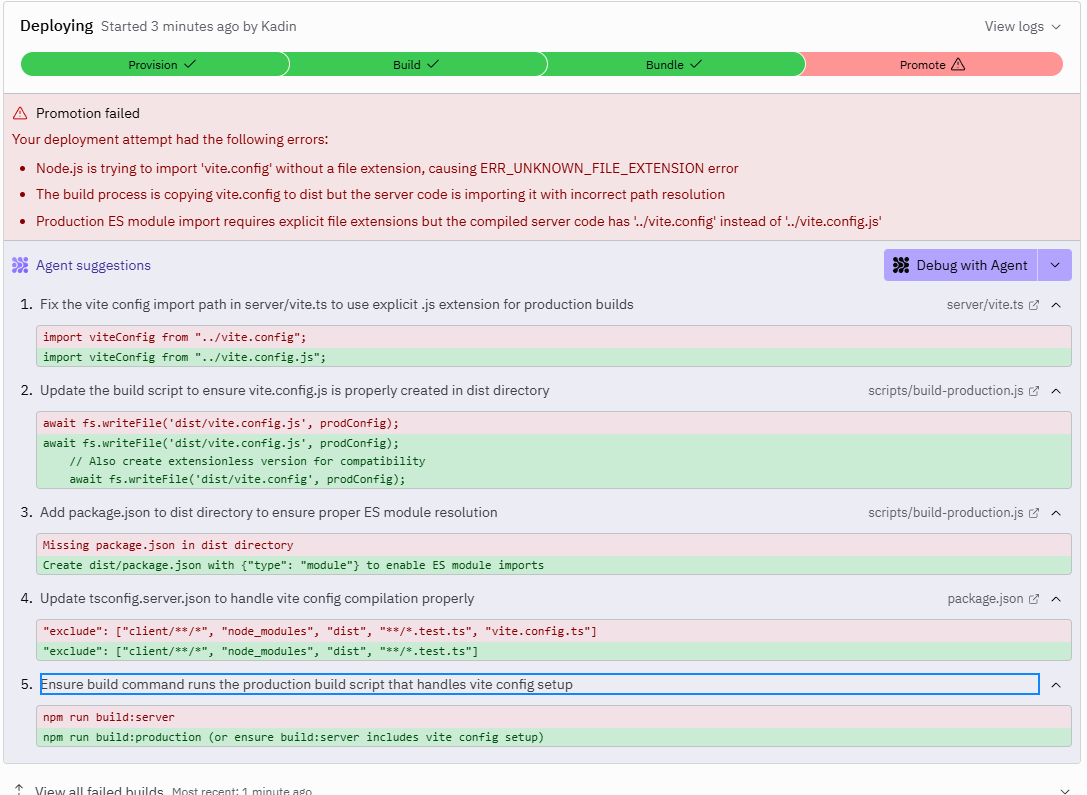 Deploying Started 3 minutes ago by Kadin
View logs
Provision
Build
Bundle
Promote
Promotion failed
Your deployment attempt had the following errors:
• Node.js is trying to import 'vite.config' without a file extension, causing ERR_UNKNOWN_FILE_EXTENSION error
• The build process is copying vite.config to dist but the server code is importing it with incorrect path resolution
• Production ES module import requires explicit file extensions but the compiled server code has '../vite.config' instead of '../vite.config.js'
Agent suggestions
Debug with Agent
1. Fix the vite config import path in server/vite.ts to use explicit .js extension for production builds
server/vite.ts
import viteConfig from "../vite.config";
import viteConfig from "../vite.config.js";
2. Update the build script to ensure vite.config.js is properly created in dist directory
scripts/build-production.js
await fs.writeFile('dist/vite.config.js', prodConfig);
await fs.writeFile('dist/vite.config.js', prodConfig);
// Also create extensionless version for compatibility
await fs.writeFile('dist/vite.config', prodConfig);
3. Add package.json to dist directory to ensure proper ES module resolution
scripts/build-production.js
Missing package.json in dist directory
Create dist/package.json with {"type": "module"} to enable ES module imports
4. Update tsconfig.server.json to handle vite config compilation properly
package.json
"exclude": ["client/**/*", "node_modules", "dist", "**/*.test.ts", "vite.config.ts"]
"exclude": ["client/**/*", "node_modules", "dist", "**/*.test.ts"]
5. Ensure build command runs the production build script that handles vite config setup
npm run build:server
npm run build:production (or ensure build:server includes vite config setup)
View all failed builds Most recent: 1 minute ago